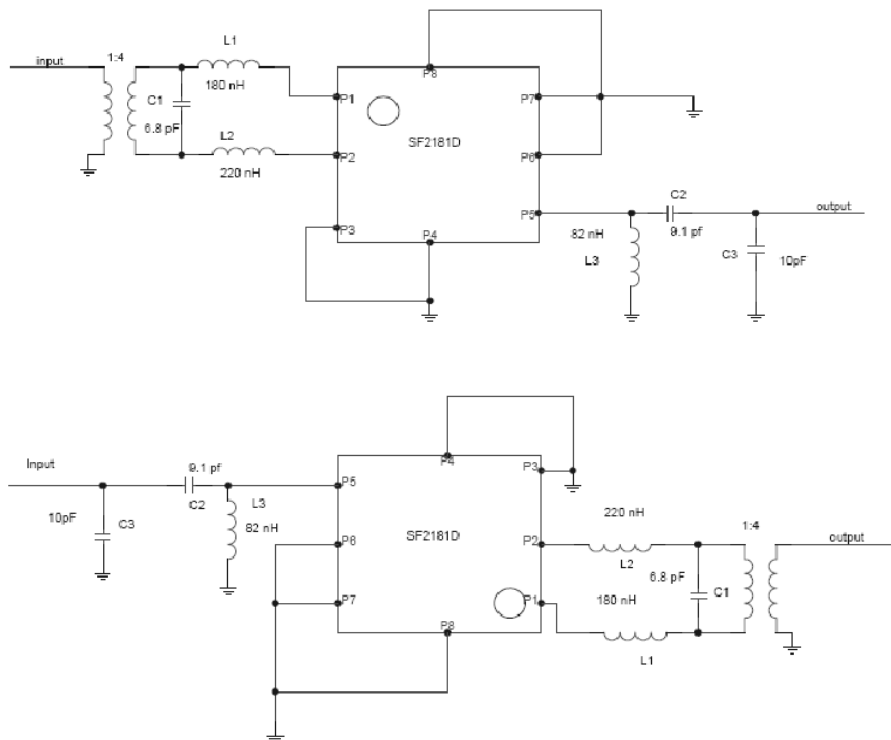 L1
1:4
input
180 nH
C1
6.8 pF
L2
220 nH
P8
P1
P7
SF2181D
P2
P6
P3
P4
P5
C2
9.1 pf
output
82 nH
L3
C3
10pF
Input
9.1 pf
C2
L3
82 nH
10pF
C3
P4
P3
P5
SF2181D
P6
P2
P7
P1
P8
220 nH
L2
1:4
output
6.8 pF
C1
180 nH
L1